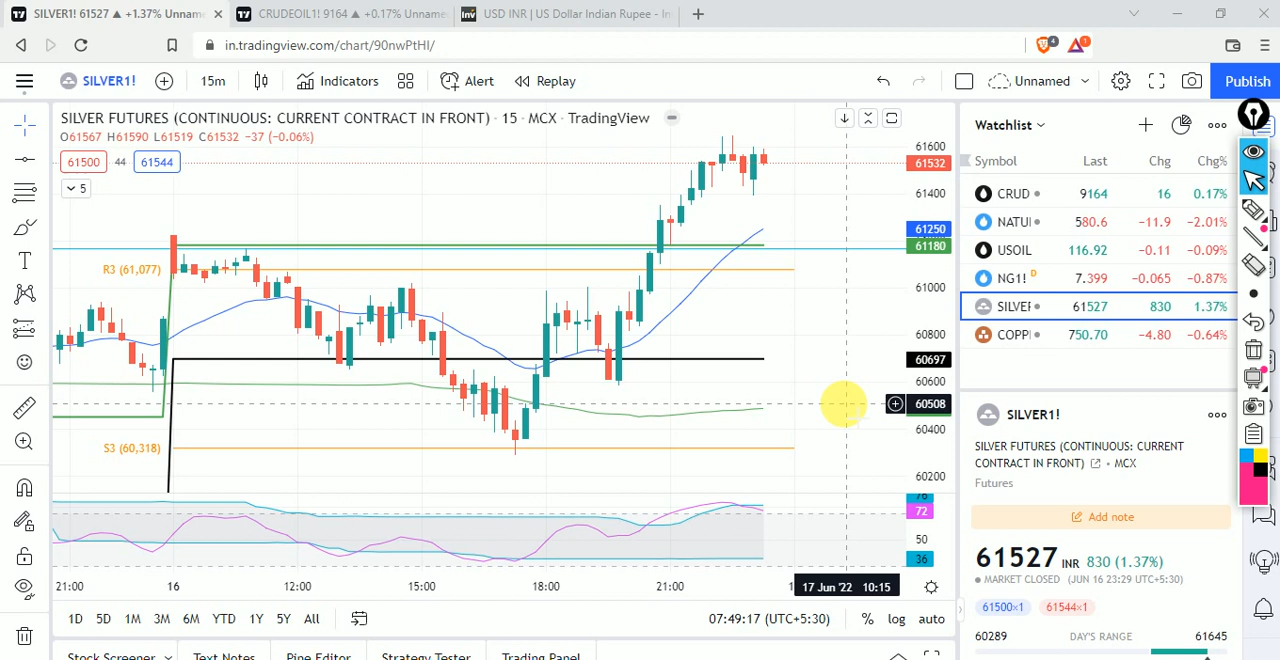 SILVER1! 61527 ▲ +1.37% Unnam
CRUDEOIL1! 9164 ▲ +0.17% Unname
USD INR | US Dollar Indian Rupee - In
in.tradingview.com/chart/90nwPtHI/
4
1
SILVER1!
15m
Indicators
Alert
Replay
Unnamed
Publish
SILVER FUTURES (CONTINUOUS: CURRENT CONTRACT IN FRONT) · 15 · MCX · TradingView
O61567 H61590 L61519 C61532 −37 (−0.06%)
61500
44
61544
5
61600
61532
61400
61250
61180
R3 (61,077)
61000
60800
60697
60600
60508
60400
S3 (60,318)
60200
76
72
50
36
21:00
16
12:00
15:00
18:00
21:00
17 Jun '22 10:15
1D
5D
1M
3M
6M
YTD
1Y
5Y
All
07:49:17 (UTC+5:30)
%
log
auto
Stock Screener
Text Notes
Pine Editor
Strategy Tester
Trading Panel
Watchlist
Symbol
Last
Chg
Chg%
CRUD
9164
16
0.17%
NATUI
580.6
−11.9
−2.01%
USOIL
116.92
−0.11
−0.09%
NG1! D
7.399
−0.065
−0.87%
SILVER
61527
830
1.37%
COPPI
750.70
−4.80
−0.64%
SILVER1!
SILVER FUTURES (CONTINUOUS: CURRENT
CONTRACT IN FRONT) • MCX
Futures
Add note
61527 INR 830 (1.37%)
MARKET CLOSED (JUN 16 23:29 UTC+5:30)
61500×1
61544×1
60289
DAY'S RANGE
61645